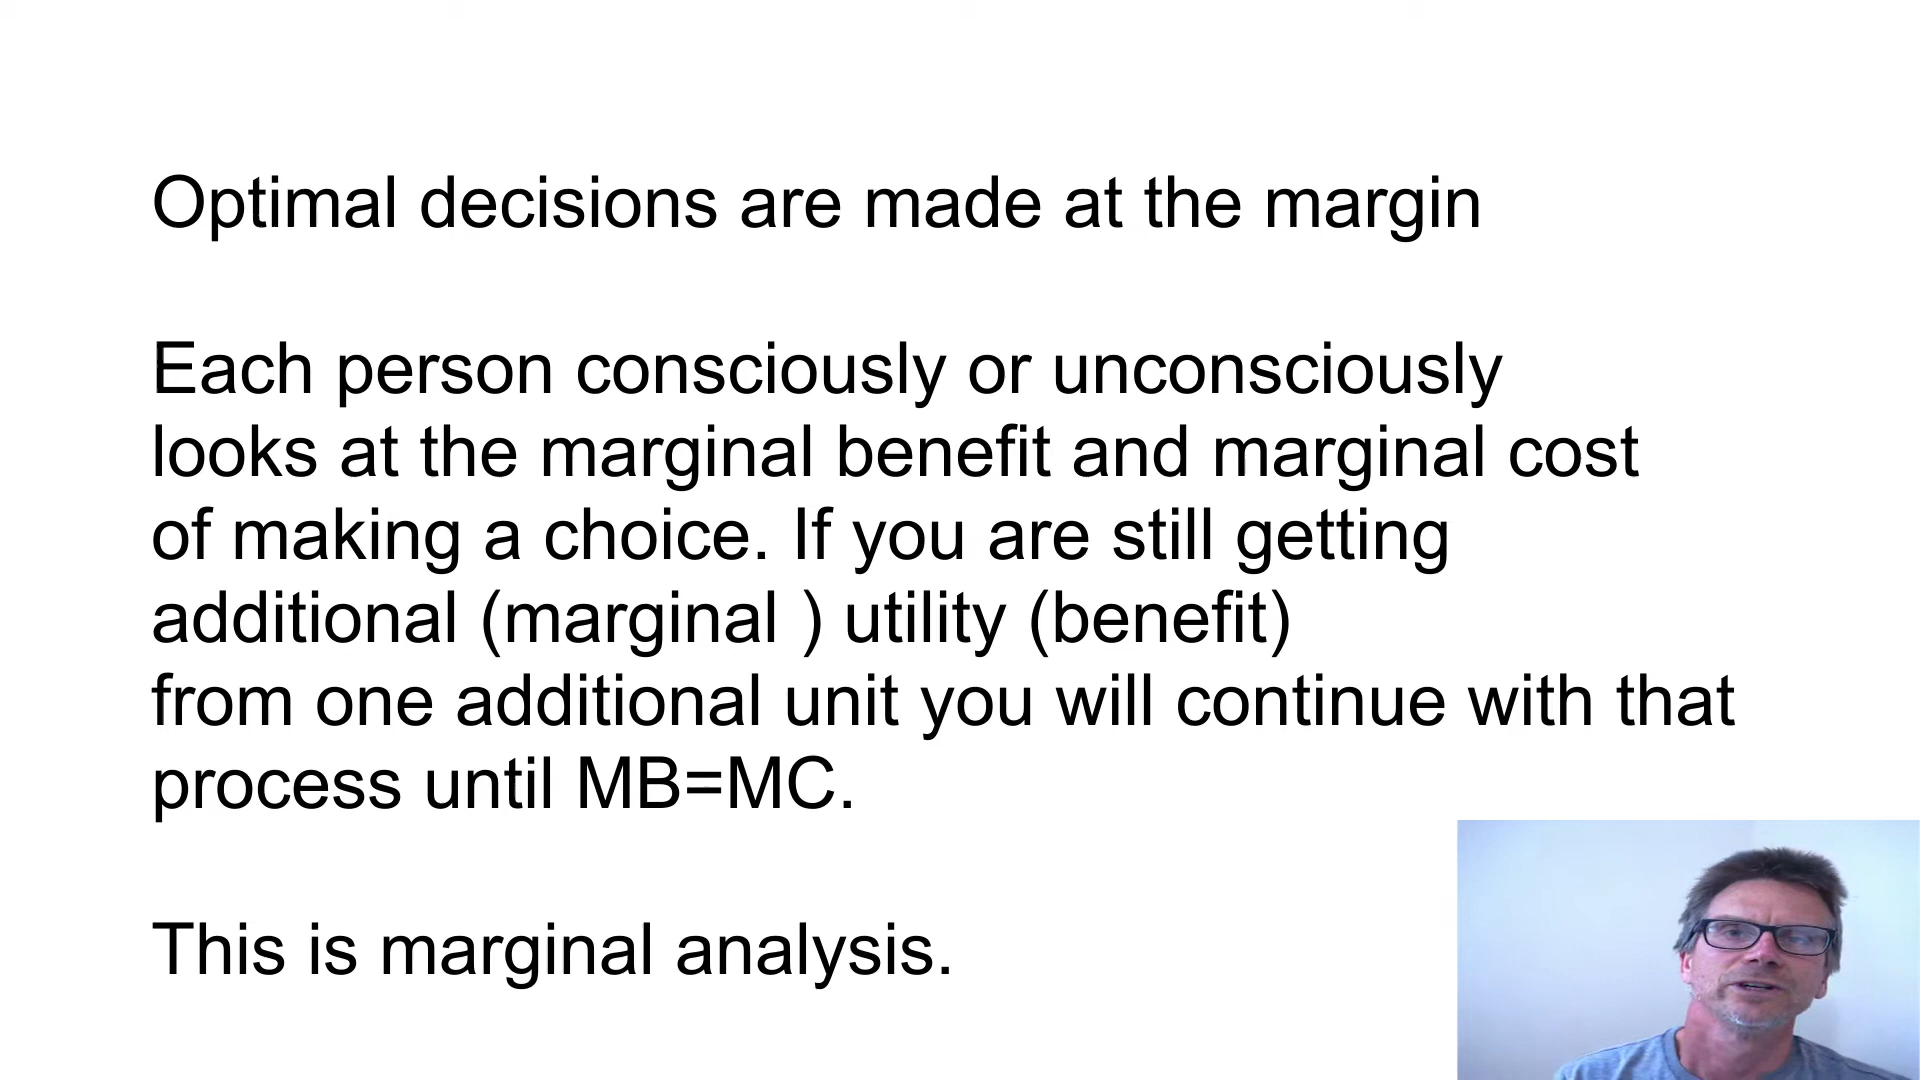 Optimal decisions are made at the margin
Each person consciously or unconsciously
looks at the marginal benefit and marginal cost
of making a choice. If you are still getting
additional (marginal ) utility (benefit)
from one additional unit you will continue with that
process until MB=MC.
This is marginal analysis.